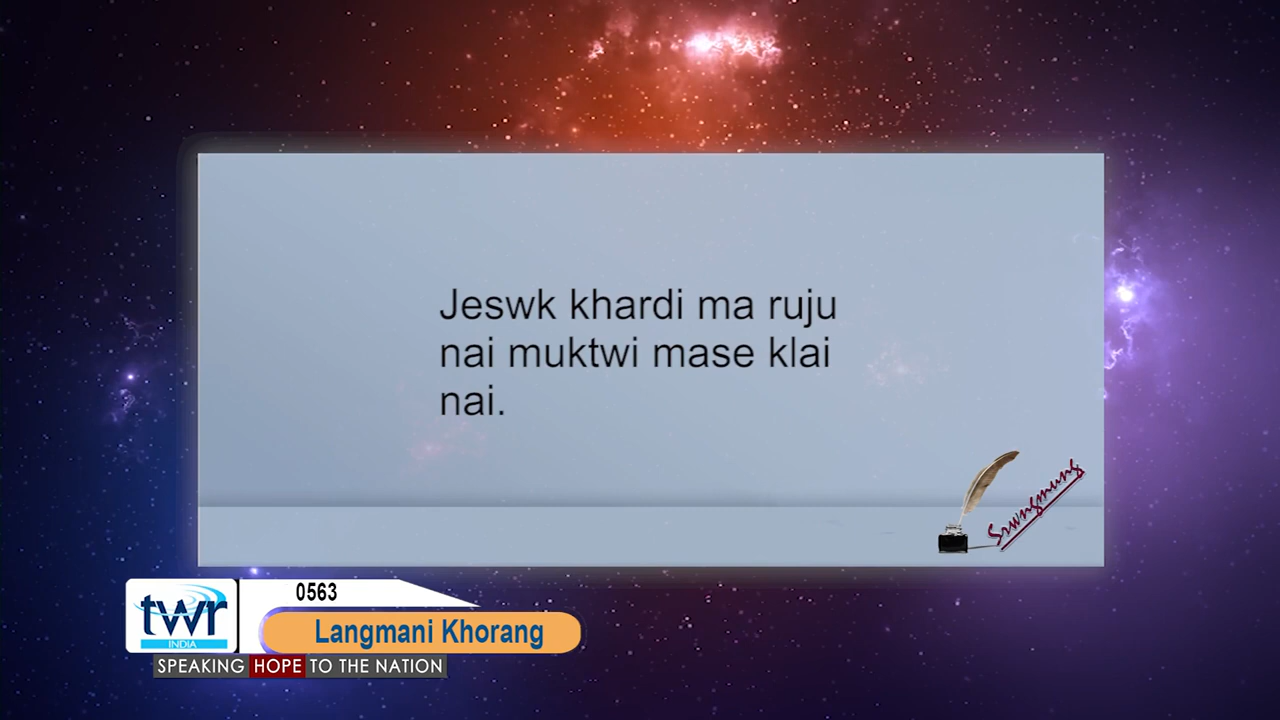 Jeswk khardi ma ruju
nai muktwi mase klai
nai.
Srwngmung
0563
twr
INDIA
Langmani Khorang
SPEAKING HOPE TO THE NATION